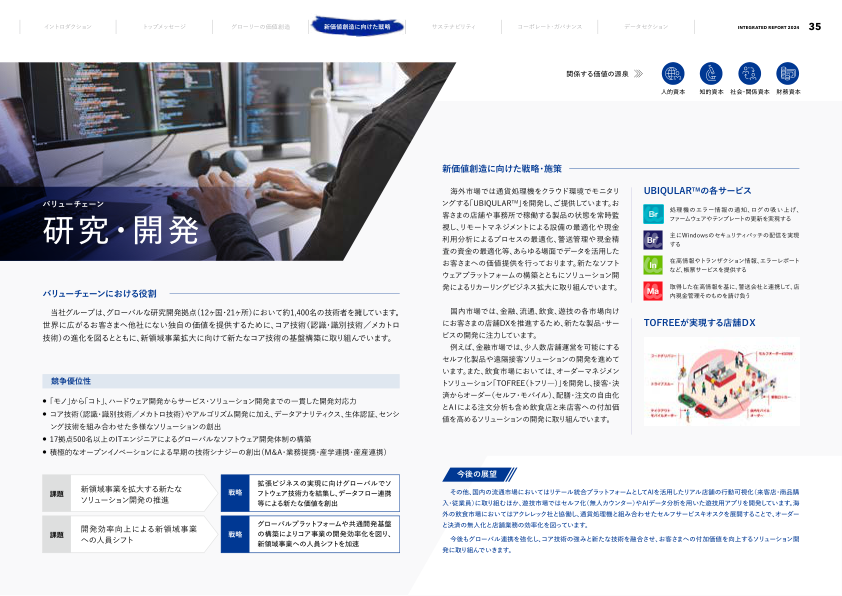 イントロダクション
トップメッセージ
グローリーの価値創造
新価値創造に向けた戦略
サステナビリティ
コーポレート・ガバナンス
データセクション
INTEGRATED REPORT 2024 35
関係する価値の源泉
人的資本
知的資本
社会・関係資本
財務資本
バリューチェーン
研究・開発
バリューチェーンにおける役割
当社グループは、グローバルな研究開発拠点(12ヶ国・21ヶ所)において約1,400名の技術者を擁しています。
世界に広がるお客さまへ他社にない独自の価値を提供するために、コア技術(認識・識別技術／メカトロ
技術)の進化を図るとともに、新領域事業拡大に向けて新たなコア技術の基盤構築に取り組んでいます。
競争優位性
● 「モノ」から「コト」、ハードウェア開発からサービス・ソリューション開発までの一貫した開発対応力
● コア技術(認識・識別技術／メカトロ技術)やアルゴリズム開発に加え、データアナリティクス、生体認証、センシ
ング技術を組み合わせた多様なソリューションの創出
● 17拠点500名以上のITエンジニアによるグローバルなソフトウェア開発体制の構築
● 積極的なオープンイノベーションによる早期の技術シナジーの創出(M&A・業務提携・産学連携・産産連携)
課題
新領域事業を拡大する新たな
ソリューション開発の推進
戦略
拡張ビジネスの実現に向けグローバルでソ
フトウェア技術力を結集し、データフロー連携
等による新たな価値を創出
課題
開発効率向上による新領域事業
への人員シフト
戦略
グローバルプラットフォームや共通開発基盤
の構築によりコア事業の開発効率化を図り、
新領域事業への人員シフトを加速
新価値創造に向けた戦略・施策
海外市場では通貨処理機をクラウド環境でモニタリ
ングする「UBIQULAR™」を開発し、ご提供しています。お
客さまの店舗や事務所で稼働する製品の状態を常時監
視し、リモートマネジメントによる設備の最適化や現金
利用分析によるプロセスの最適化、警送管理や現金精
査の資金の最適化等、あらゆる場面でデータを活用した
お客さまへの価値提供を行っております。新たなソフト
ウェアプラットフォームの構築とともにソリューション開
発によるリカーリングビジネス拡大に取り組んでいます。
国内市場では、金融、流通、飲食、遊技の各市場向け
にお客さまの店舗DXを推進するため、新たな製品・サー
ビスの開発に注力しています。
例えば、金融市場では、少人数店舗運営を可能にする
セルフ化製品や遠隔接客ソリューションの開発を進めて
います。また、飲食市場においては、オーダーマネジメン
トソリューション「TOFREE(トフリー)」を開発し、接客・決
済からオーダー(セルフ・モバイル)、配膳・注文の自由化
とAIによる注文分析も含め飲食店と来店客への付加価
値を高めるソリューションの開発に取り組んでいます。
UBIQULAR™の各サービス
Br
処理機のエラー情報の通知、ログの吸い上げ、
ファームウェアやテンプレートの更新を実現する
Br
主にWindowsのセキュリティパッチの配信を実現
する
In
在高情報やトランザクション情報、エラーレポート
など、帳票サービスを提供する
Ma
取得した在高情報を基に、警送会社と連携して、店
内現金管理そのものを請け負う
TOFREEが実現する店舗DX
今後の展望
その他、国内の流通市場においてはリテール統合プラットフォームとしてAIを活用したリアル店舗の行動可視化(来客店・商品購
入・従業員)に取り組むほか、遊技市場ではセルフ化(無人カウンター)やAIデータ分析を用いた遊技用アプリを開発しています。海
外の飲食市場においてはアクレレック社と協働し、通貨処理機と組み合わせたセルフサービスキオスクを展開することで、オーダー
と決済の無人化と店舗業務の効率化を図っています。
今後もグローバル連携を強化し、コア技術の強みと新たな技術を融合させ、お客さまへの付加価値を向上するソリューション開
発に取り組んでいきます。